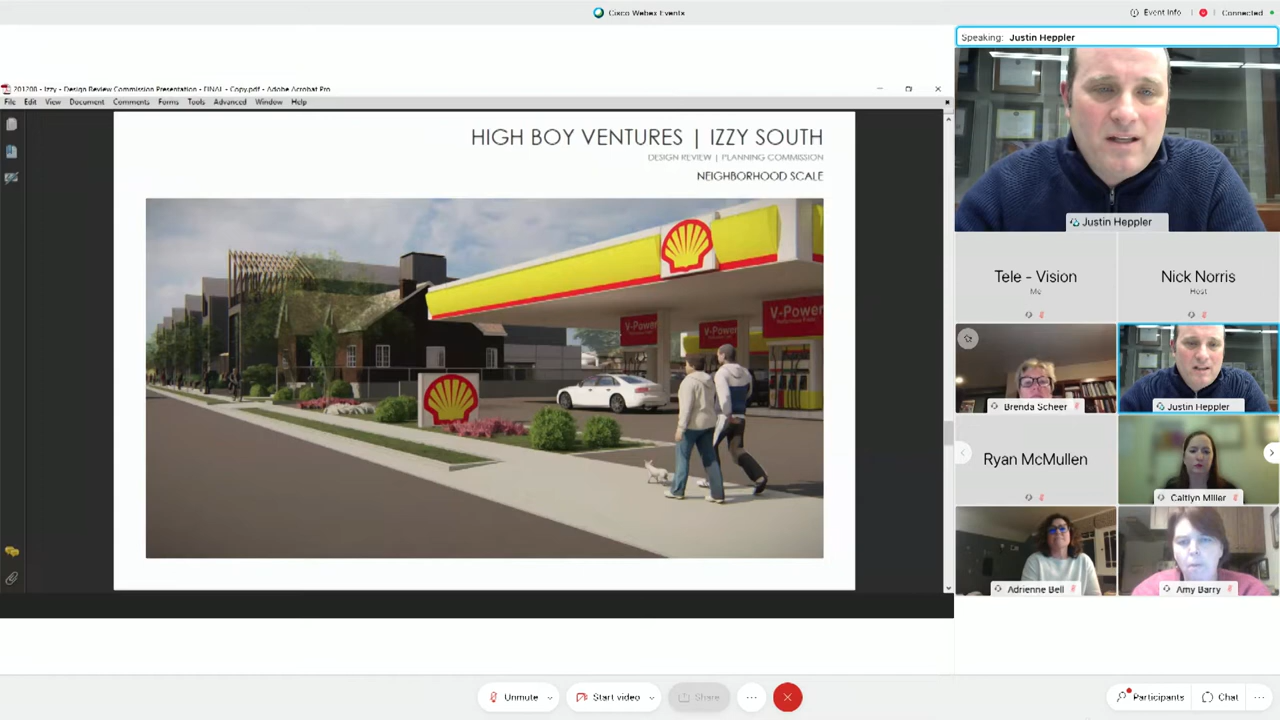 Cisco Webex Events
Event Info
Connected
Speaking: Justin Heppler
201208 - Izzy - Design Review Commission Presentation - FINAL - Copy.pdf - Adobe Acrobat Pro
File Edit View Document Comments Forms Tools Advanced Window Help
HIGH BOY VENTURES | IZZY SOUTH
DESIGN REVIEW | PLANNING COMMISSION
NEIGHBORHOOD SCALE
V-Power
V-Power
V-Power
Justin Heppler
Tele - Vision
Me
Nick Norris
Host
Brenda Scheer
Justin Heppler
Ryan McMullen
Caitlyn Miller
Adrienne Bell
Amy Barry
Unmute
Start video
Share
Participants
Chat